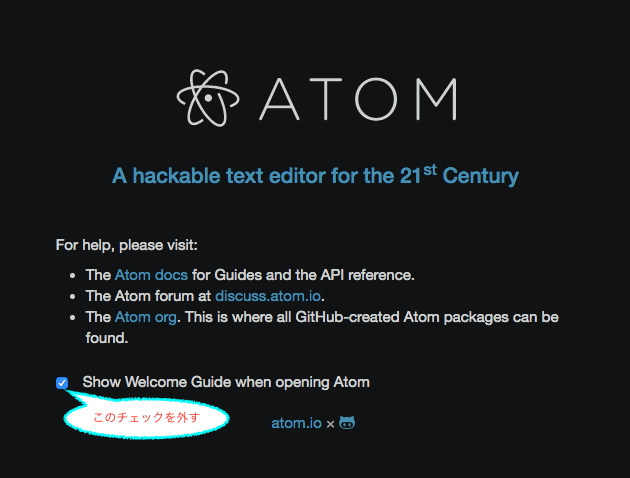 ATOM
A hackable text editor for the 21st Century
For help, please visit:
• The Atom docs for Guides and the API reference.
• The Atom forum at discuss.atom.io.
• The Atom org. This is where all GitHub-created Atom packages can be
found.
Show Welcome Guide when opening Atom
このチェックを外す
atom.io ×